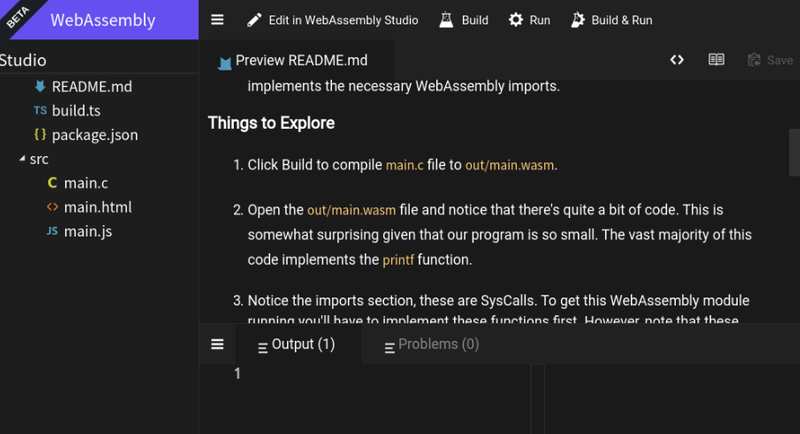 BETA
WebAssembly
Studio
README.md
TS build.ts
{} package.json
src
C main.c
<> main.html
JS main.js
Edit in WebAssembly Studio Build Run Build & Run
Preview README.md <> Save
implements the necessary WebAssembly imports.
Things to Explore
1. Click Build to compile main.c file to out/main.wasm.
2. Open the out/main.wasm file and notice that there's quite a bit of code. This is
somewhat surprising given that our program is so small. The vast majority of this
code implements the printf function.
3. Notice the imports section, these are SysCalls. To get this WebAssembly module
running you'll have to implement these functions first. However, note that these
Output (1) Problems (0)
1